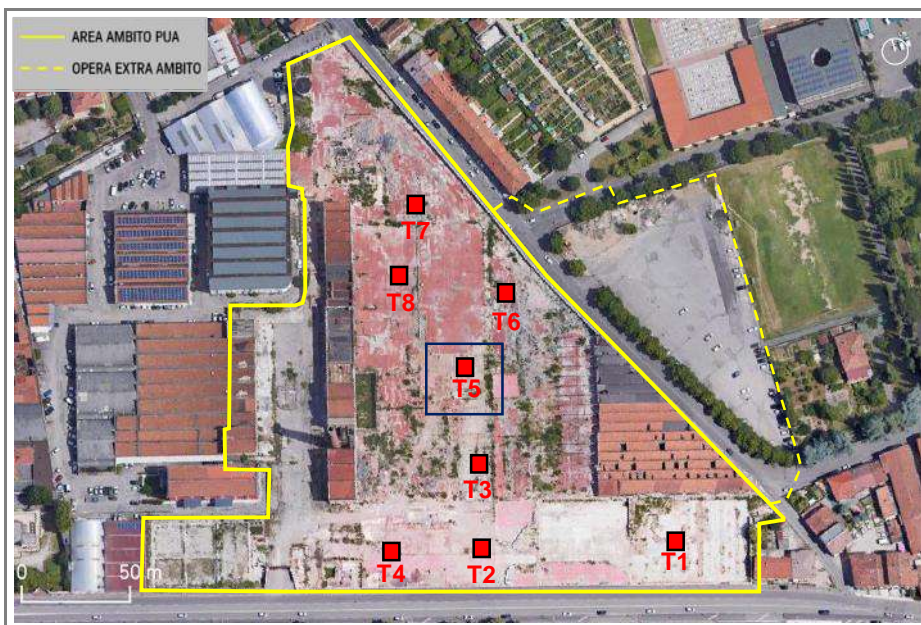 AREA AMBITO PUA
OPERA EXTRA AMBITO
T7
T8
T6
T5
T3
T4
T2
T1
0
50 m